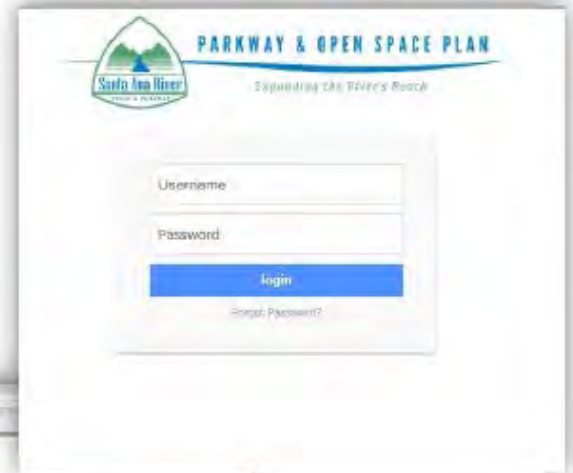 PARKWAY & OPEN SPACE PLAN
Santa Ana River
Expanding the River's Reach
Username
Password
login
Forgot Password?